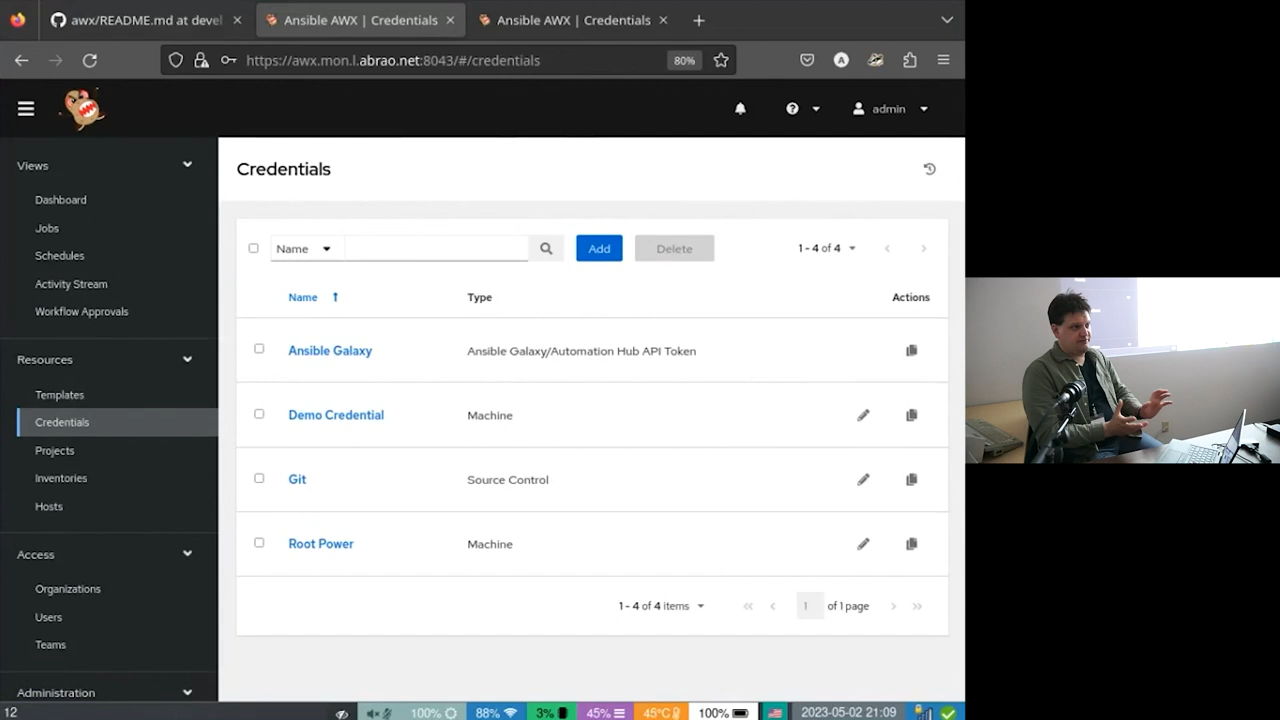 awx/README.md at devel
Ansible AWX | Credentials
Ansible AWX | Credentials
https://awx.mon.l.abrao.net:8043/#/credentials
80%
A
admin
Views
Dashboard
Jobs
Schedules
Activity Stream
Workflow Approvals
Resources
Templates
Credentials
Projects
Inventories
Hosts
Access
Organizations
Users
Teams
Administration
Credentials
Name
Add
Delete
1 - 4 of 4
Name
Type
Actions
Ansible Galaxy
Ansible Galaxy/Automation Hub API Token
Demo Credential
Machine
Git
Source Control
Root Power
Machine
1 - 4 of 4 items
1 of 1 page
12
100%
88%
3%
45%
45°C
100%
2023-05-02 21:09